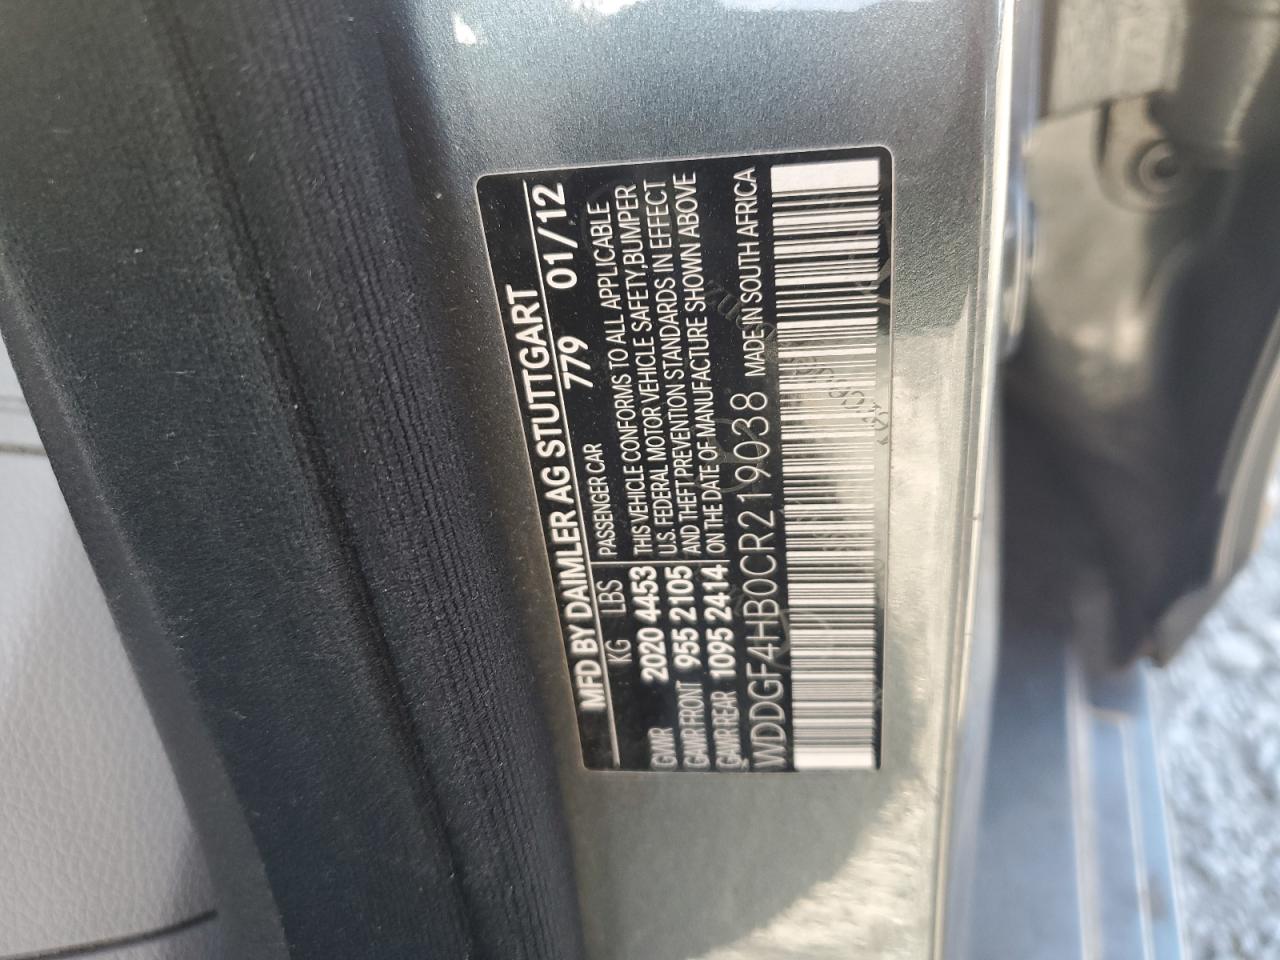 MFD BY DAIMLER AG STUTTGART
779 01/12
KG LBS
GVWR 2020 4453
GAWR FRONT 955 2105
GAWR REAR 1095 2414
PASSENGER CAR
THIS VEHICLE CONFORMS TO ALL APPLICABLE
U.S. FEDERAL MOTOR VEHICLE SAFETY,BUMPER
AND THEFT PREVENTION STANDARDS IN EFFECT
ON THE DATE OF MANUFACTURE SHOWN ABOVE
WDDGF4HB0CR219038 MADE IN SOUTH AFRICA